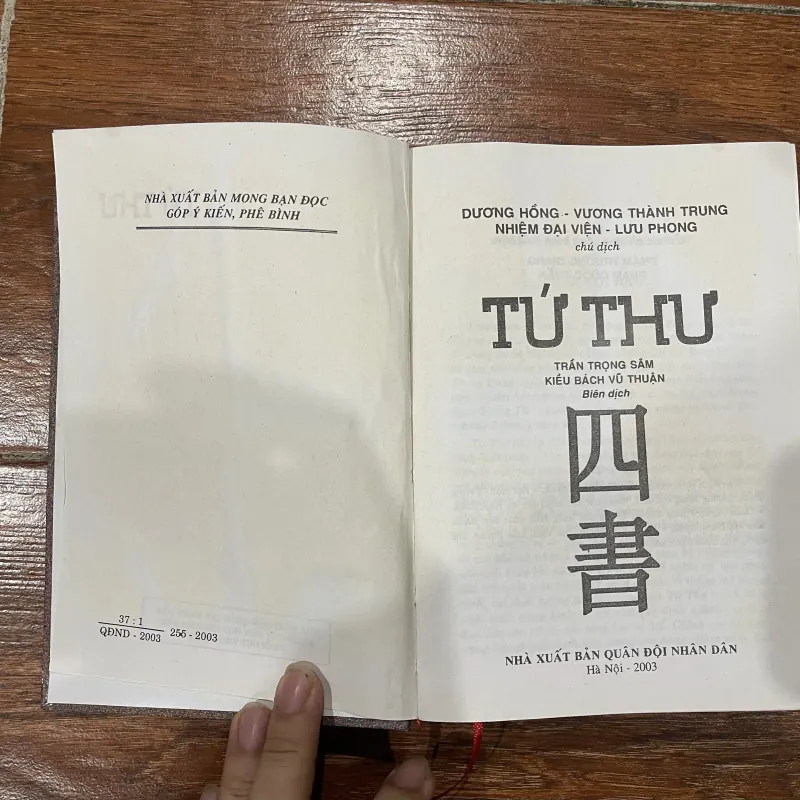 NHÀ XUẤT BẢN MONG BẠN ĐỌC
GÓP Ý KIẾN, PHÊ BÌNH
37 : 1
QĐND - 2003
256 - 2003
DƯƠNG HỒNG - VƯƠNG THÀNH TRUNG
NHIỆM ĐẠI VIỆN - LƯU PHONG
chú dịch
TỨ THƯ
TRẦN TRỌNG SÂM
KIỀU BÁCH VŨ THUẬN
Biên dịch
四
書
NHÀ XUẤT BẢN QUÂN ĐỘI NHÂN DÂN
Hà Nội - 2003